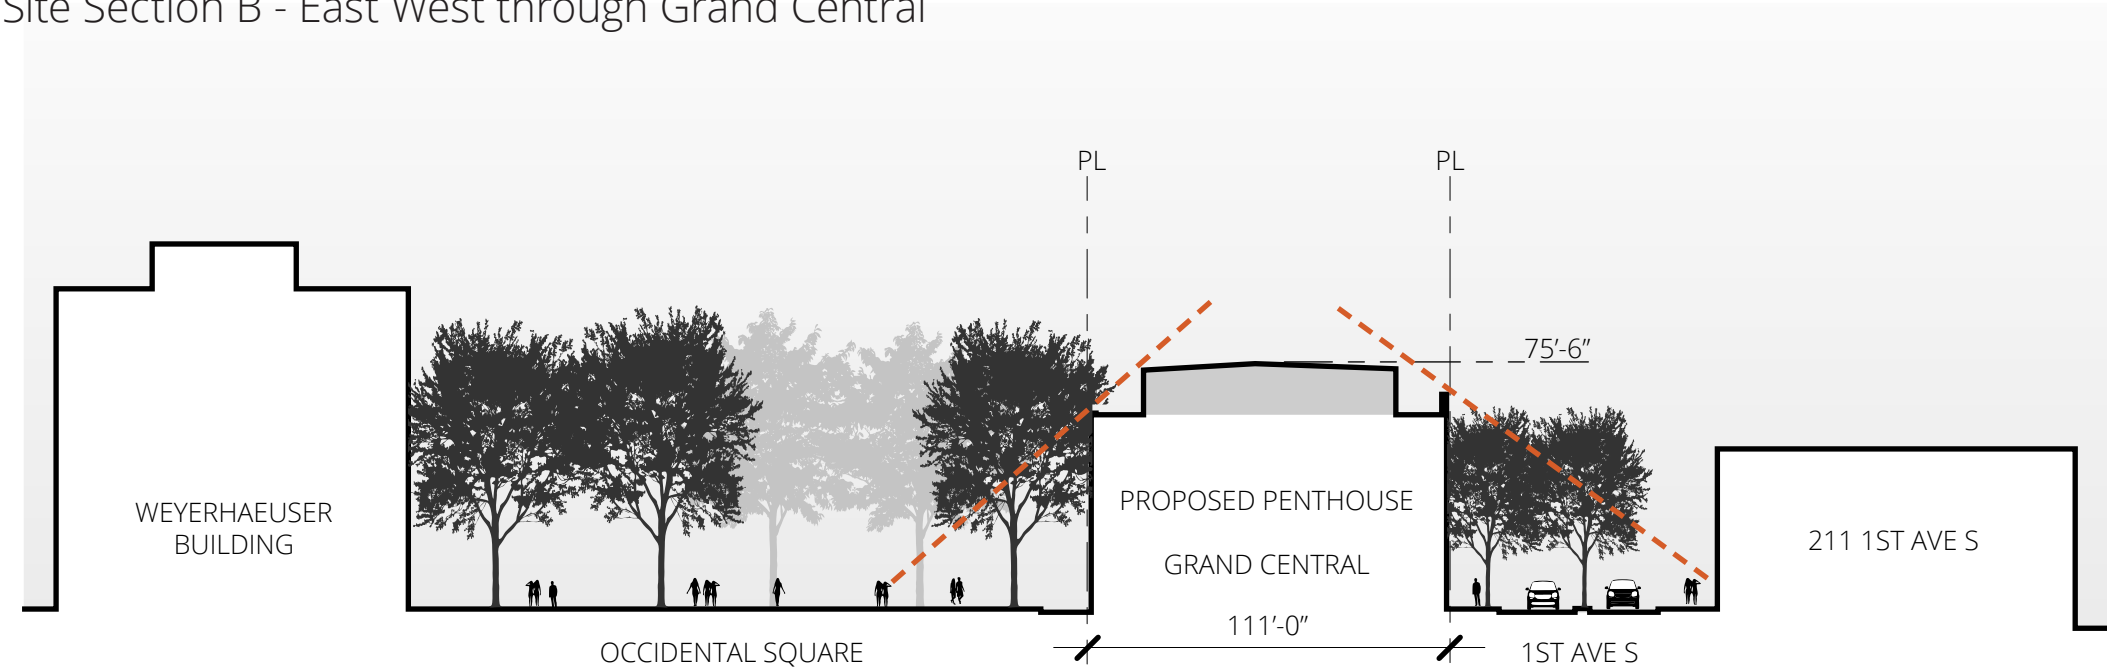 Site Section B - East West through Grand Central
PL
PL
75'-6"
WEYERHAEUSER
BUILDING
PROPOSED PENTHOUSE
GRAND CENTRAL
211 1ST AVE S
111'-0"
OCCIDENTAL SQUARE
1ST AVE S